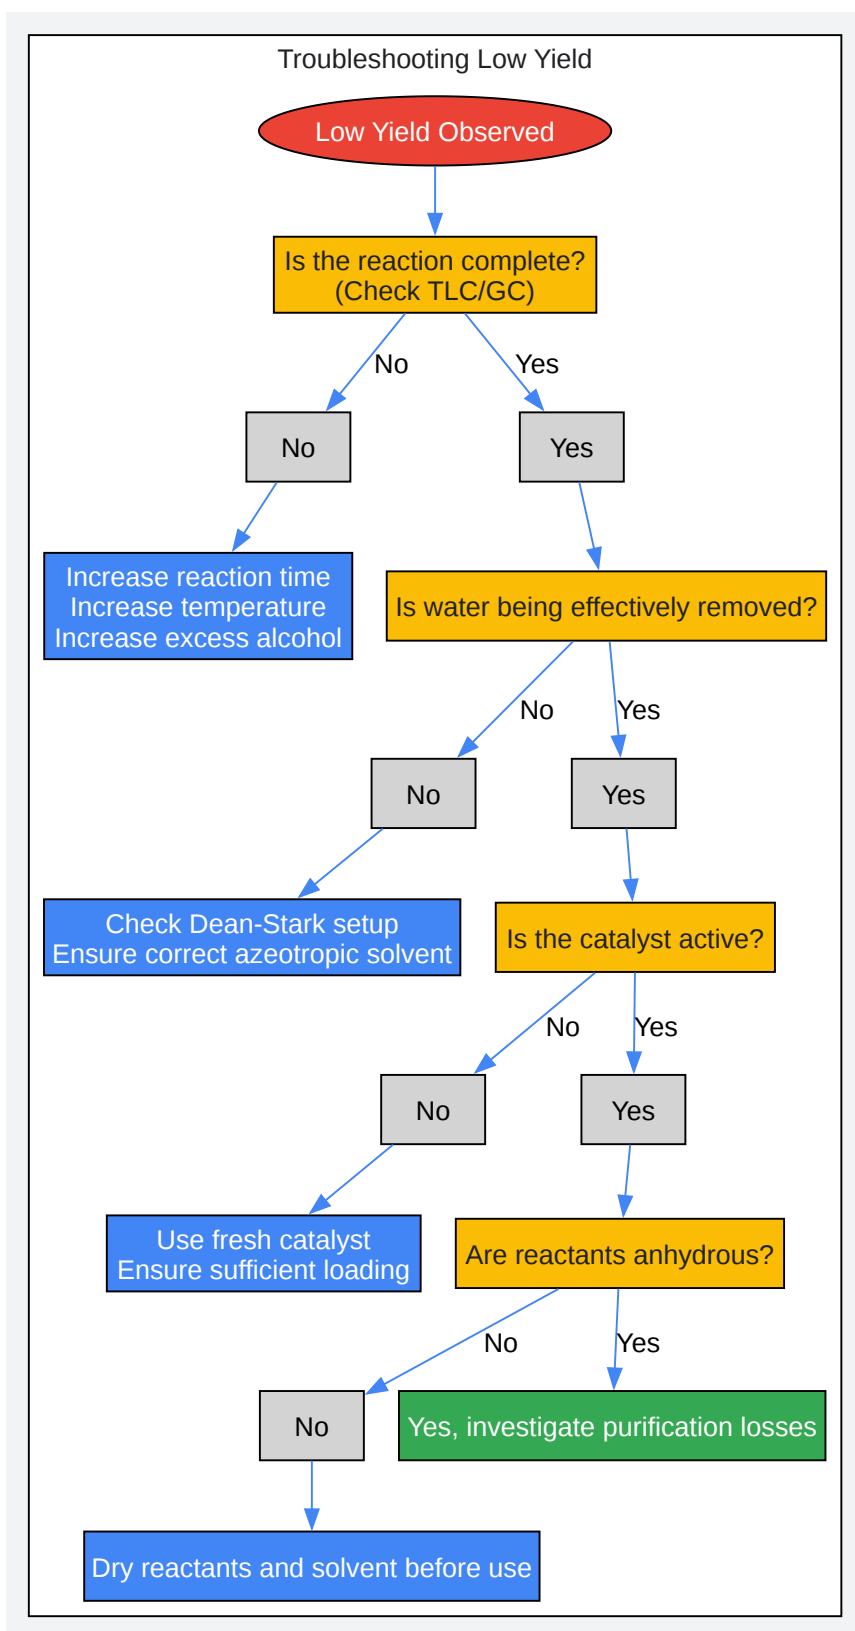 Troubleshooting Low Yield
Low Yield Observed
Is the reaction complete?
(Check TLC/GC)
No
Yes
No
Yes
Increase reaction time
Increase temperature
Increase excess alcohol
Is water being effectively removed?
No
Yes
No
Yes
Check Dean-Stark setup
Ensure correct azeotropic solvent
Is the catalyst active?
No
Yes
No
Yes
Use fresh catalyst
Ensure sufficient loading
Are reactants anhydrous?
No
Yes
No
Yes, investigate purification losses
Dry reactants and solvent before use